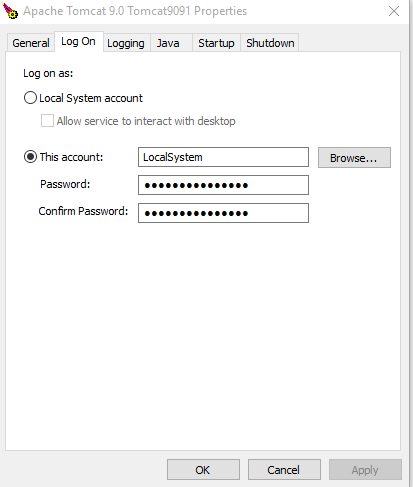 Apache Tomcat 9.0 Tomcat9091 Properties
General Log On Logging Java Startup Shutdown
Log on as:
Local System account
Allow service to interact with desktop
This account: LocalSystem Browse...
Password: ●●●●●●●●●●●●●●●
Confirm Password: ●●●●●●●●●●●●●●●
OK Cancel Apply